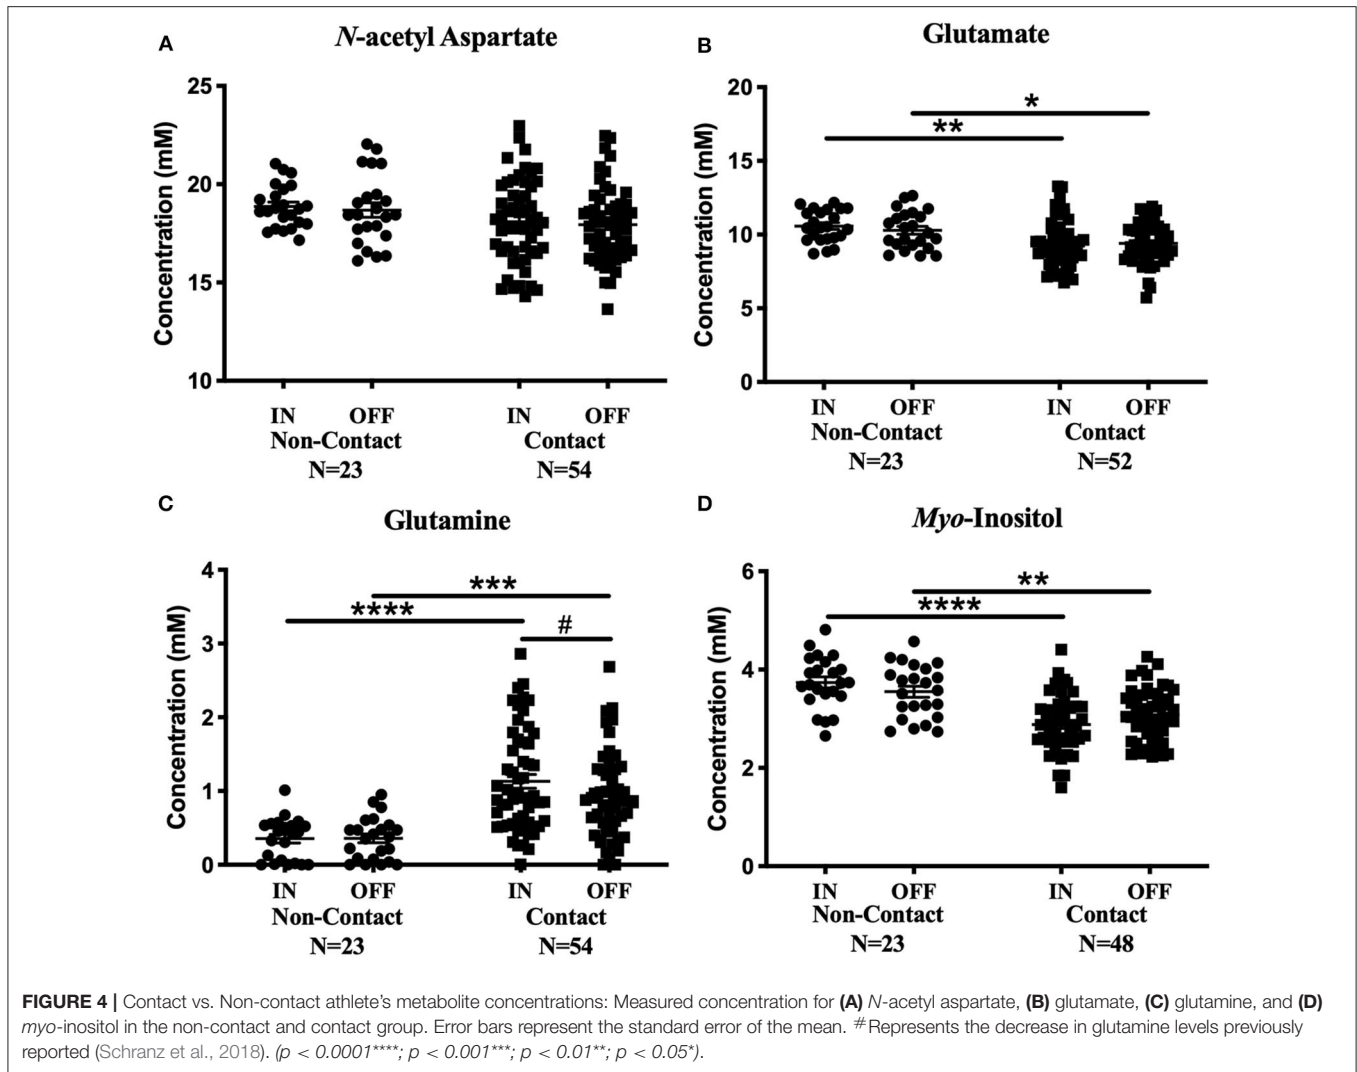 A
N-acetyl Aspartate
25
20
15
10
Concentration (mM)
IN OFF IN OFF
Non-Contact Contact
N=23 N=54
B
Glutamate
20
15
10
5
0
Concentration (mM)
*
**
IN OFF IN OFF
Non-Contact Contact
N=23 N=52
C
Glutamine
4
3
2
1
0
Concentration (mM)
***
****
#
IN OFF IN OFF
Non-Contact Contact
N=23 N=54
D
Myo-Inositol
6
4
2
0
Concentration (mM)
**
****
IN OFF IN OFF
Non-Contact Contact
N=23 N=48
FIGURE 4 | Contact vs. Non-contact athlete's metabolite concentrations: Measured concentration for (A) N-acetyl aspartate, (B) glutamate, (C) glutamine, and (D)
myo-inositol in the non-contact and contact group. Error bars represent the standard error of the mean. #Represents the decrease in glutamine levels previously
reported (Schranz et al., 2018). (p < 0.0001****; p < 0.001***; p < 0.01**; p < 0.05*).